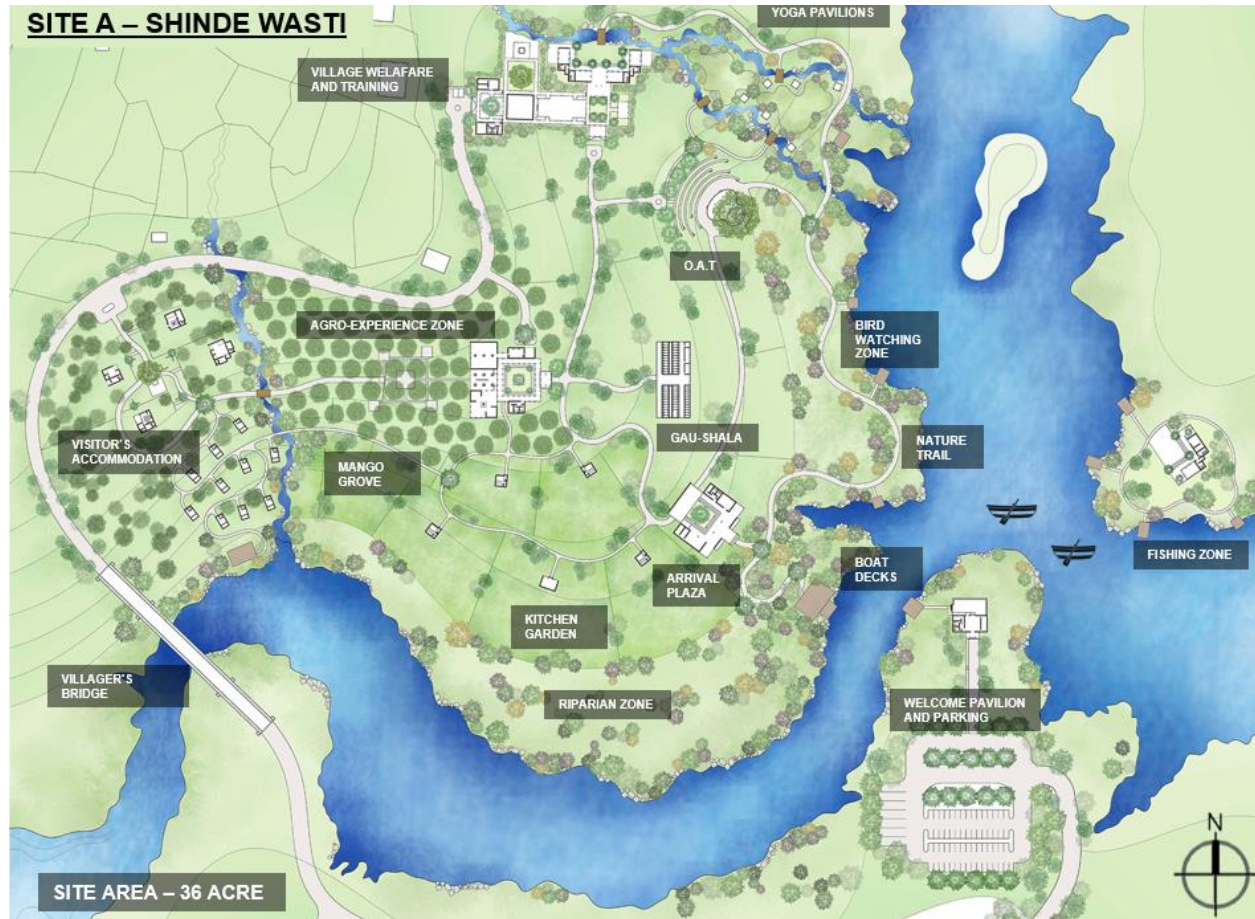 SITE A – SHINDE WASTI
YOGA PAVILIONS
VILLAGE WELAFARE
AND TRAINING
O.A.T
AGRO-EXPERIENCE ZONE
BIRD
WATCHING
ZONE
VISITOR'S
ACCOMMODATION
MANGO
GROVE
GAU-SHALA
NATURE
TRAIL
FISHING ZONE
BOAT
DECKS
ARRIVAL
PLAZA
KITCHEN
GARDEN
VILLAGER'S
BRIDGE
RIPARIAN ZONE
WELCOME PAVILION
AND PARKING
N
SITE AREA – 36 ACRE